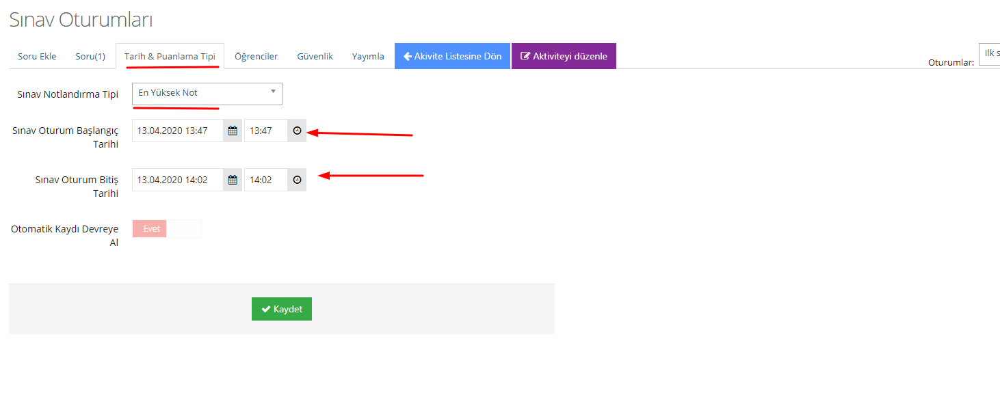 Sınav Oturumları
Soru Ekle Soru(1) Tarih & Puanlama Tipi Öğrenciler Güvenlik Yayımla Akivite Listesine Dön Aktiviteyi düzenle Oturumlar: ilk s
Sınav Notlandırma Tipi En Yüksek Not
Sınav Oturum Başlangıç 13.04.2020 13:47 13:47
Tarihi
Sınav Oturum Bitiş 13.04.2020 14:02 14:02
Tarihi
Otomatik Kaydı Devreye Evet
Al
Kaydet